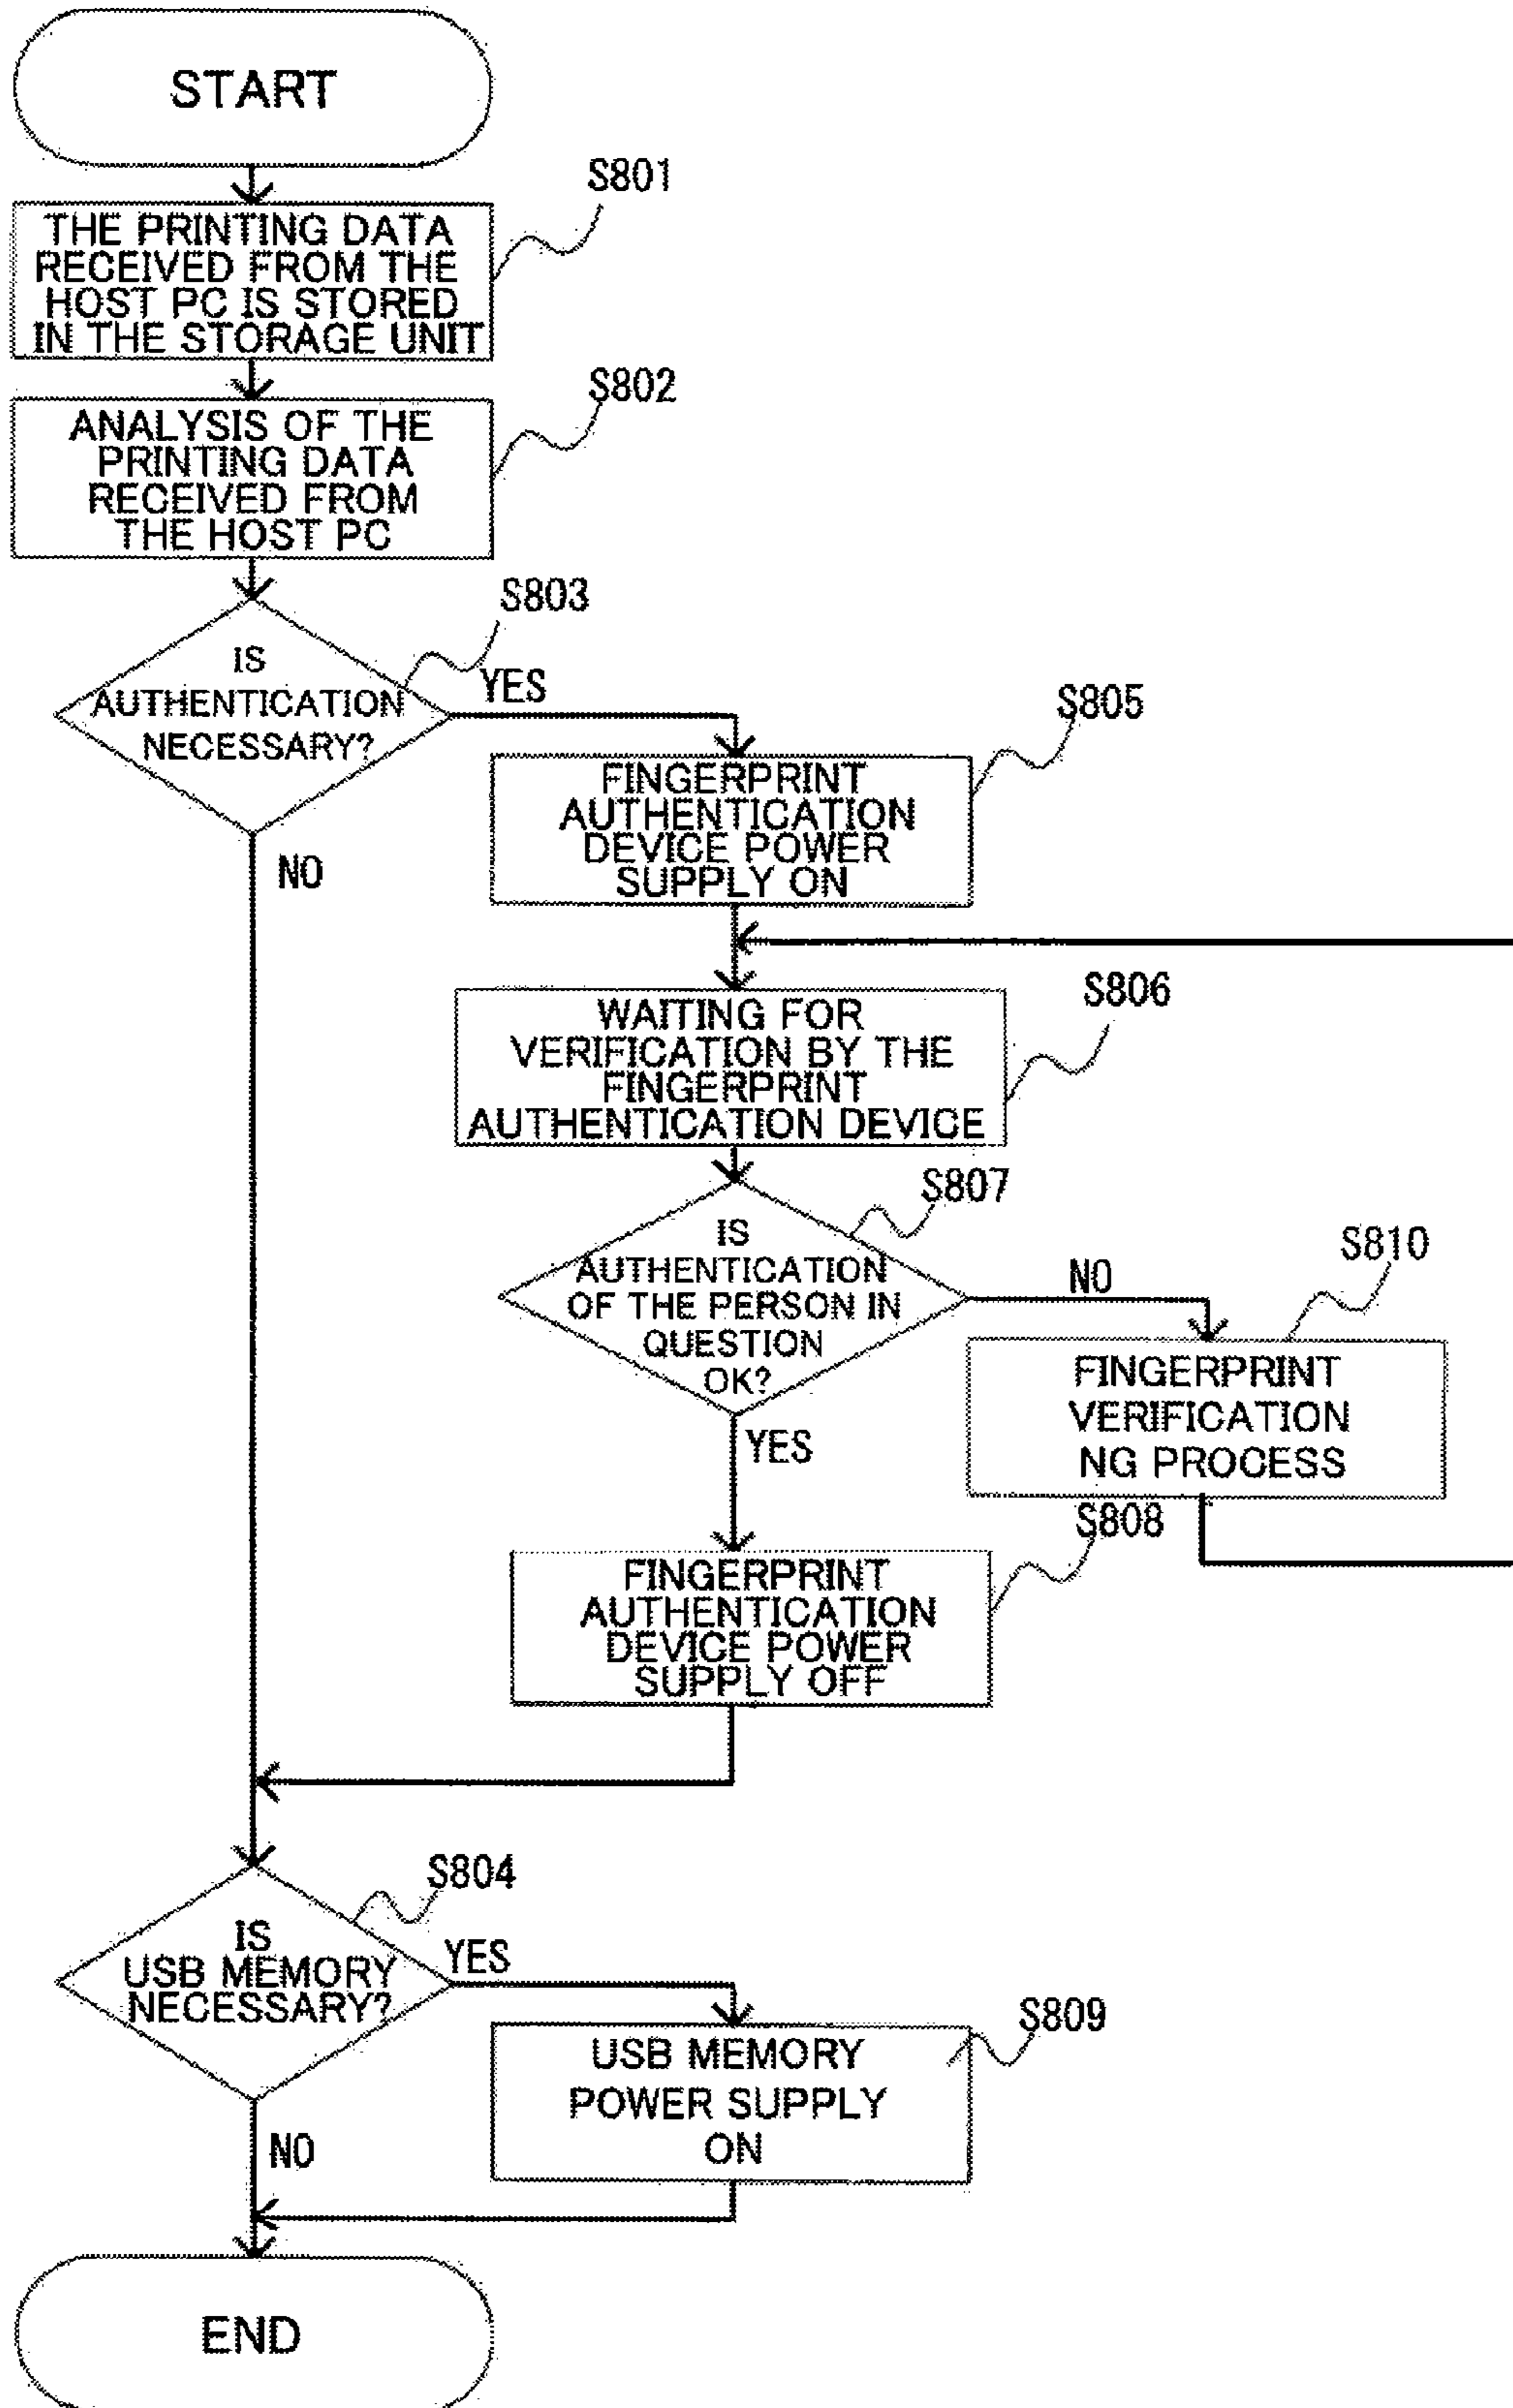 START
S801
THE PRINTING DATA
RECEIVED FROM THE
HOST PC IS STORED
IN THE STORAGE UNIT
S802
ANALYSIS OF THE
PRINTING DATA
RECEIVED FROM
THE HOST PC
S803
IS
AUTHENTICATION
NECESSARY?
YES
NO
S805
FINGERPRINT
AUTHENTICATION
DEVICE POWER
SUPPLY ON
S806
WAITING FOR
VERIFICATION BY THE
FINGERPRINT
AUTHENTICATION DEVICE
S807
IS
AUTHENTICATION
OF THE PERSON IN
QUESTION
OK?
NO
YES
S810
FINGERPRINT
VERIFICATION
NG PROCESS
S808
FINGERPRINT
AUTHENTICATION
DEVICE POWER
SUPPLY OFF
S804
IS
USB MEMORY
NECESSARY?
YES
NO
S809
USB MEMORY
POWER SUPPLY
ON
END